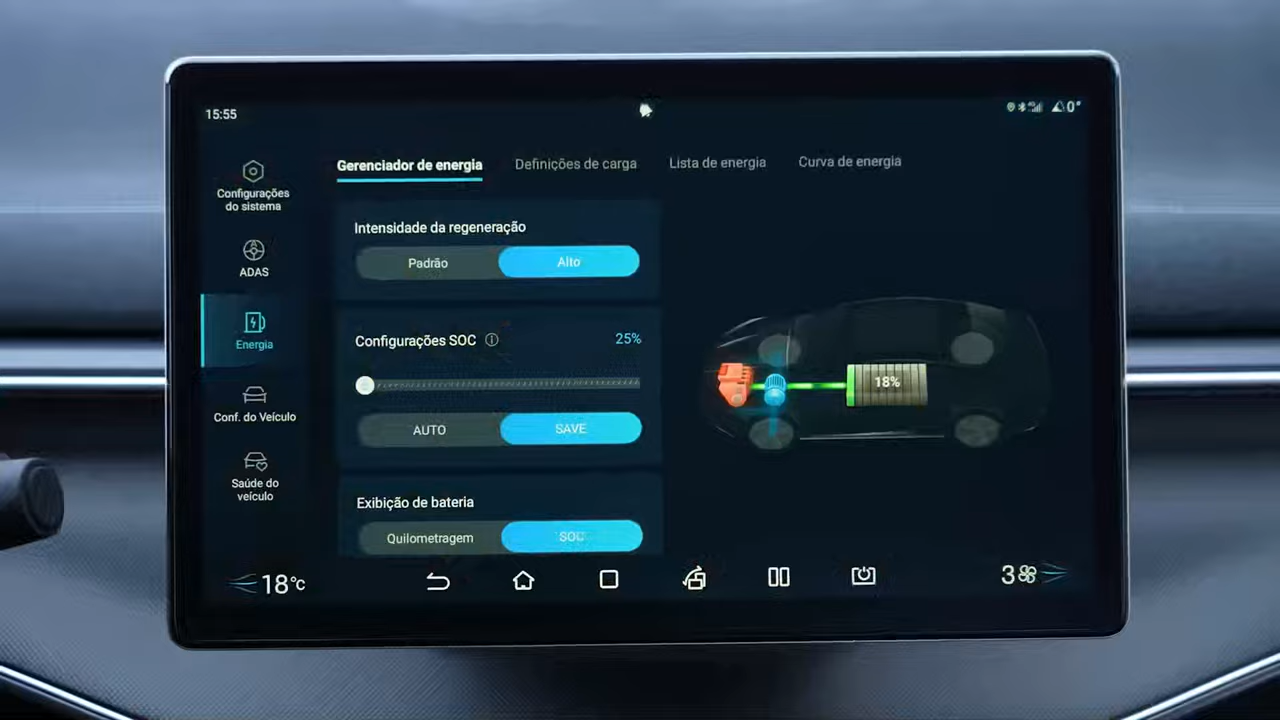 15:55
0°
Configurações
do sistema
ADAS
Energia
Conf. do Veículo
Saúde do
veículo
Gerenciador de energia
Definições de carga
Lista de energia
Curva de energia
Intensidade da regeneração
Padrão
Alto
Configurações SOC
25%
AUTO
SAVE
Exibição de bateria
Quilometragem
SOC
18%
18°C
3